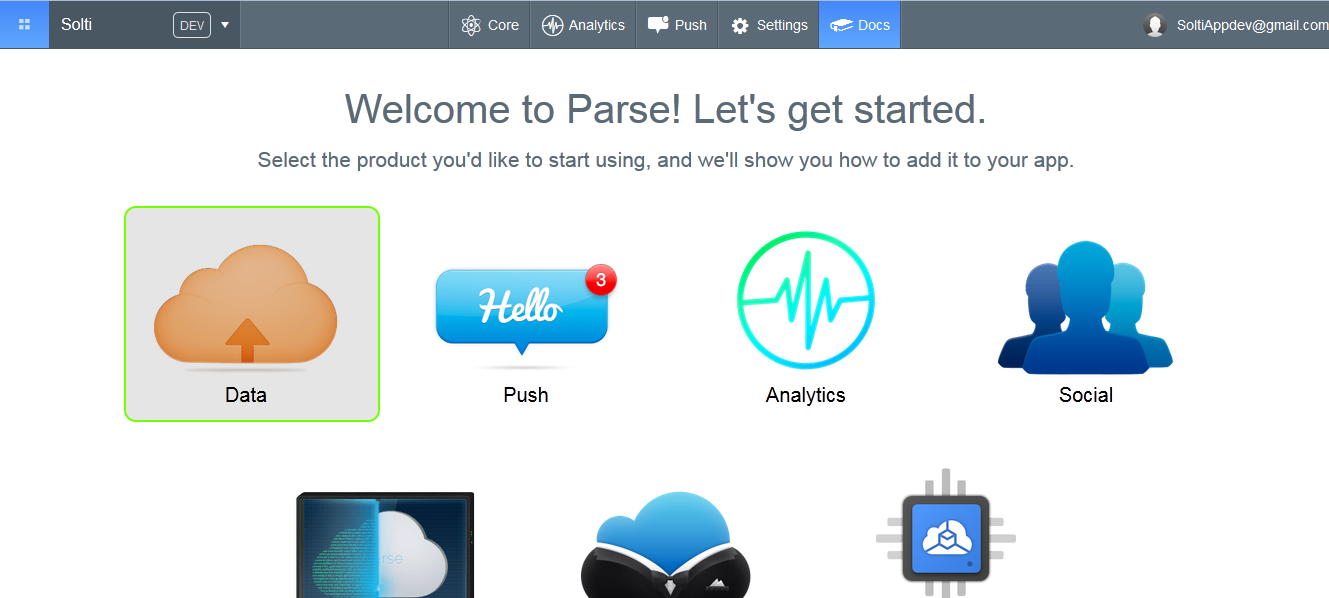 Solti DEV Core Analytics Push Settings Docs SoltiAppdev@gmail.com
Welcome to Parse! Let's get started.
Select the product you'd like to start using, and we'll show you how to add it to your app.
Hello 3
Data Push Analytics Social